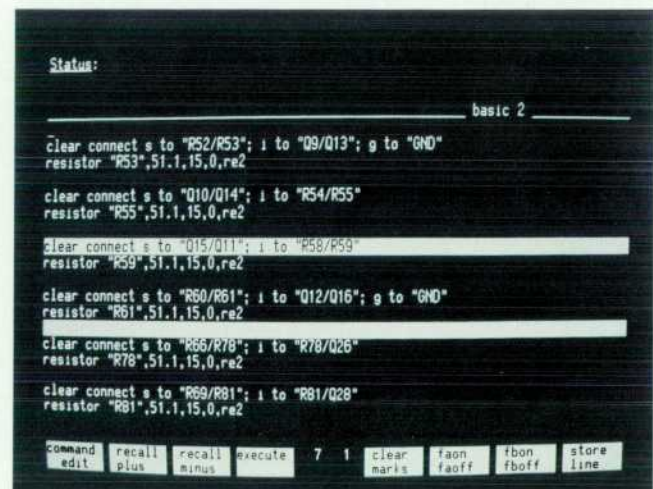 Status:
basic 2
clear connect s to "R52/R53"; i to "Q9/Q13"; g to "GND"
resistor "R53",51.1,15,0,re2
clear connect s to "Q10/Q14"; i to "R54/R55"
resistor "R55",51.1,15,0,re2
clear connect s to "Q15/Q11"; i to "R58/R59"
resistor "R59",51.1,15,0,re2
clear connect s to "R60/R61"; i to "Q12/Q16"; g to "GND"
resistor "R61",51.1,15,0,re2
clear connect s to "R66/R78"; i to "R78/Q26"
resistor "R78",51.1,15,0,re2
clear connect s to "R69/R81"; i to "R81/Q28"
resistor "R81",51.1,15,0,re2
command edit recall plus recall minus execute 7 1 clear marks faon faoff fbon fboff store line